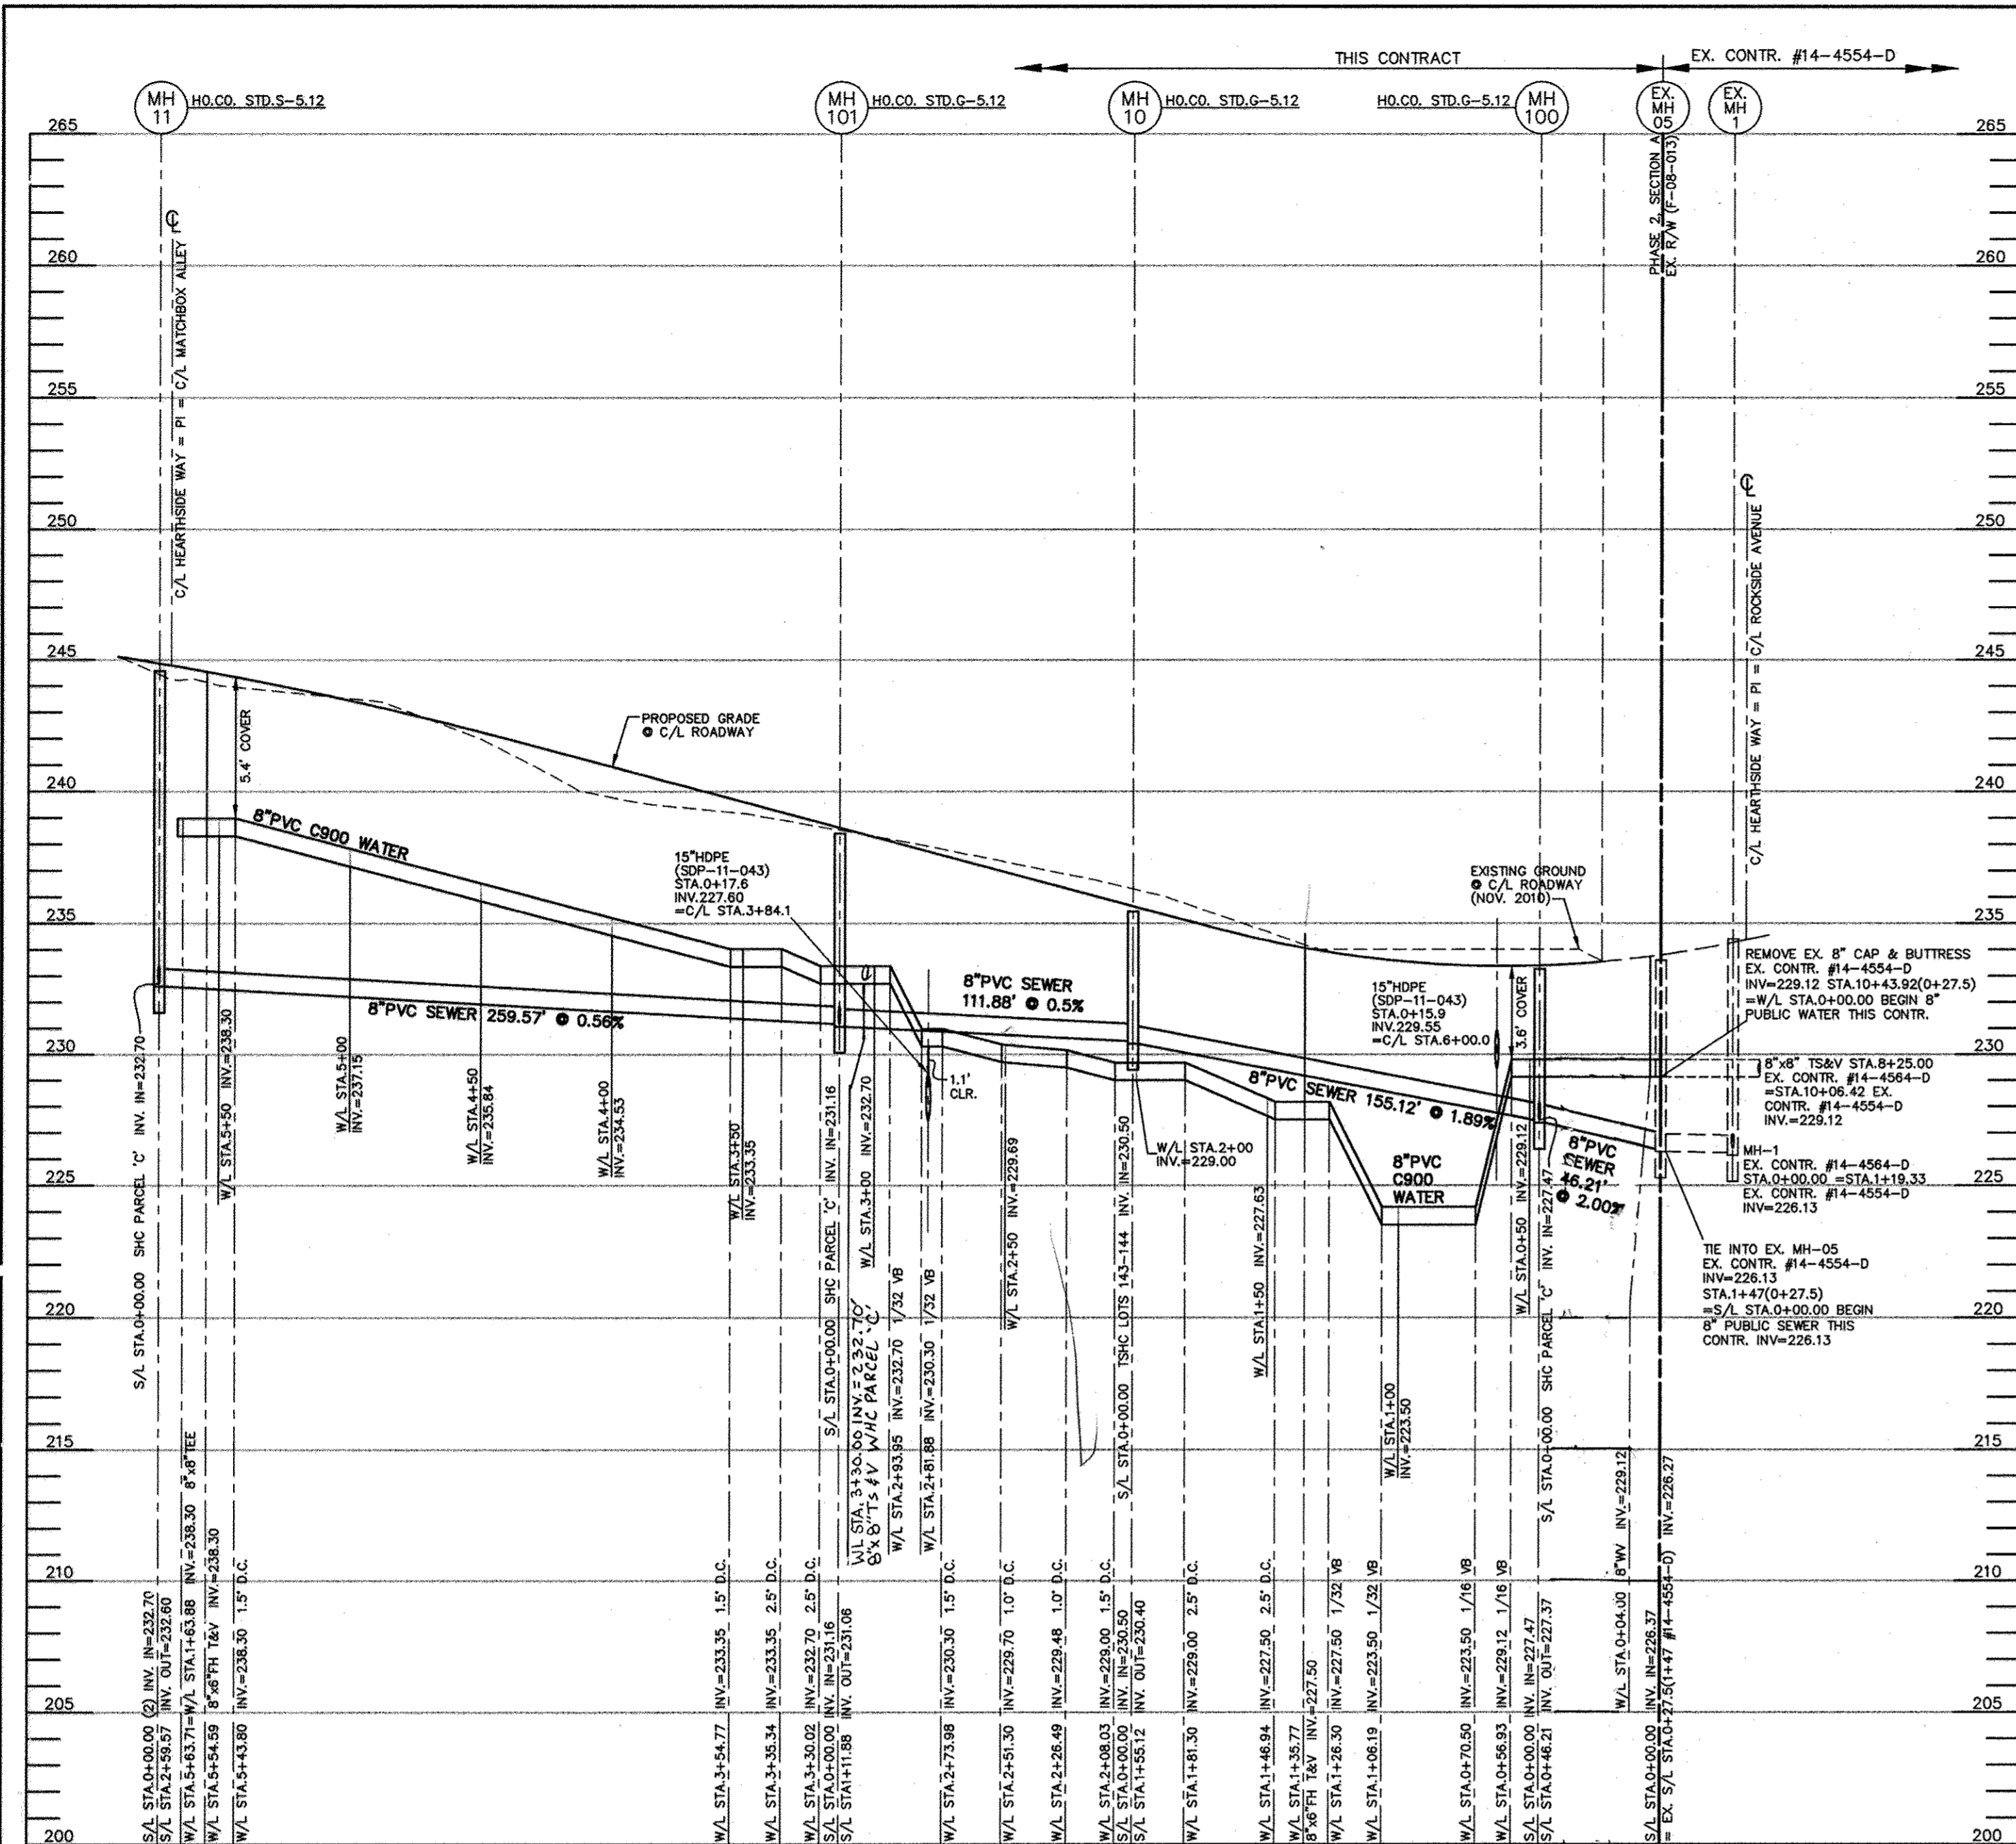 THIS CONTRACT
EX. CONTR. #14-4554-D
MH
11
HO.CO. STD.S-5.12
MH
101
HO.CO. STD.G-5.12
MH
10
HO.CO. STD.G-5.12
HO.CO. STD.G-5.12
MH
100
EX.
MH
05
EX.
MH
1
265
265
260
260
255
255
250
250
245
245
240
240
235
235
230
230
225
225
220
220
215
215
210
210
205
205
200
200
C/L HEARTHSIDE WAY = PI = C/L MATCHBOX ALLEY
PHASE 2, SECTION A
EX. R/W (F-08-013)
C/L HEARTHSIDE WAY = PI = C/L ROCKSIDE AVENUE
5.4' COVER
PROPOSED GRADE
@ C/L ROADWAY
8"PVC C900 WATER
15"HDPE
(SDP-11-043)
STA.0+17.6
INV.227.60
=C/L STA.3+84.1
EXISTING GROUND
@ C/L ROADWAY
(NOV. 2010)
8"PVC SEWER 259.57' @ 0.56%
8"PVC SEWER
111.88' @ 0.5%
15"HDPE
(SDP-11-043)
STA.0+15.9
INV.229.55
=C/L STA.6+00.0
3.6' COVER
1.1'
CLR.
8"PVC SEWER 155.12' @ 1.89%
8"PVC
C900
WATER
8"PVC
SEWER
46.21'
@ 2.00%
REMOVE EX. 8" CAP & BUTTRESS
EX. CONTR. #14-4554-D
INV=229.12 STA.10+43.92(0+27.5)
=W/L STA.0+00.00 BEGIN 8"
PUBLIC WATER THIS CONTR.
8"x8" TS&V STA.8+25.00
EX. CONTR. #14-4564-D
=STA.10+06.42 EX.
CONTR. #14-4554-D
INV=229.12
MH-1
EX. CONTR. #14-4564-D
STA.0+00.00 =STA.1+19.33
EX. CONTR. #14-4554-D
INV=226.13
TIE INTO EX. MH-05
EX. CONTR. #14-4554-D
INV=226.13
STA.1+47(0+27.5)
=S/L STA.0+00.00 BEGIN
8" PUBLIC SEWER THIS
CONTR. INV=226.13
S/L STA.0+00.00 SHC PARCEL 'C' INV. IN=232.70
W/L STA.5+50 INV.=238.30
W/L STA.5+00
INV.=237.15
W/L STA.4+50
INV.=235.84
W/L STA.4+00
INV.=234.53
W/L STA.3+50
INV.=233.35
S/L STA.0+00.00 SHC PARCEL 'C' INV. IN=231.16
WL STA. 3+30.00 INV.=232.70'
8"x8" TS &V WHC PARCEL 'C'
W/L STA.3+00 INV.=232.70
W/L STA.2+93.95 INV.=232.70 1/32 VB
W/L STA.2+81.88 INV.=230.30 1/32 VB
W/L STA.2+50 INV.=229.69
S/L STA.0+00.00 TSHC LOTS 143-144 INV. IN=230.50
W/L STA.2+00
INV.=229.00
W/L STA.1+50 INV.=227.63
W/L STA.1+00
INV.=223.50
W/L STA.0+50 INV.=229.12
S/L STA.0+00.00 SHC PARCEL 'C' INV. IN=227.47
W/L STA.0+04.00 8"WV INV.=229.12
S/L STA.0+00.00 (2) INV. IN=232.70
S/L STA.2+59.57 INV. OUT=232.60
W/L STA.5+63.71=W/L STA.1+63.88 INV.=238.30 8"x8"TEE
W/L STA.5+54.59 8"x6"FH T&V INV.=238.30
W/L STA.5+43.80 INV.=238.30 1.5° D.C.
W/L STA.3+54.77 INV.=233.35 1.5° D.C.
W/L STA.3+35.34 INV.=233.35 2.5° D.C.
W/L STA.3+30.02 INV.=232.70 2.5° D.C.
S/L STA.0+00.00 INV. IN=231.16
S/L STA1+11.88 INV. OUT=231.06
W/L STA.2+73.98 INV.=230.30 1.5° D.C.
W/L STA.2+51.30 INV.=229.70 1.0° D.C.
W/L STA.2+26.49 INV.=229.48 1.0° D.C.
W/L STA.2+08.03 INV.=229.00 1.5° D.C.
S/L STA.0+00.00 INV. IN=230.50
S/L STA.1+55.12 INV. OUT=230.40
W/L STA.1+81.30 INV.=229.00 2.5° D.C.
W/L STA.1+46.94 INV.=227.50 2.5° D.C.
W/L STA.1+35.77
8"x6"FH T&V INV.=227.50
W/L STA.1+26.30 INV.=227.50 1/32 VB
W/L STA.1+06.19 INV.=223.50 1/32 VB
W/L STA.0+70.50 INV.=223.50 1/16 VB
W/L STA.0+56.93 INV.=229.12 1/16 VB
S/L STA.0+00.00 INV. IN=227.47
S/L STA.0+46.21 INV. OUT=227.37
S/L STA.0+00.00 INV. IN=226.37
= EX. S/L STA.0+27.5(1+47 #14-4554-D) INV.=226.27